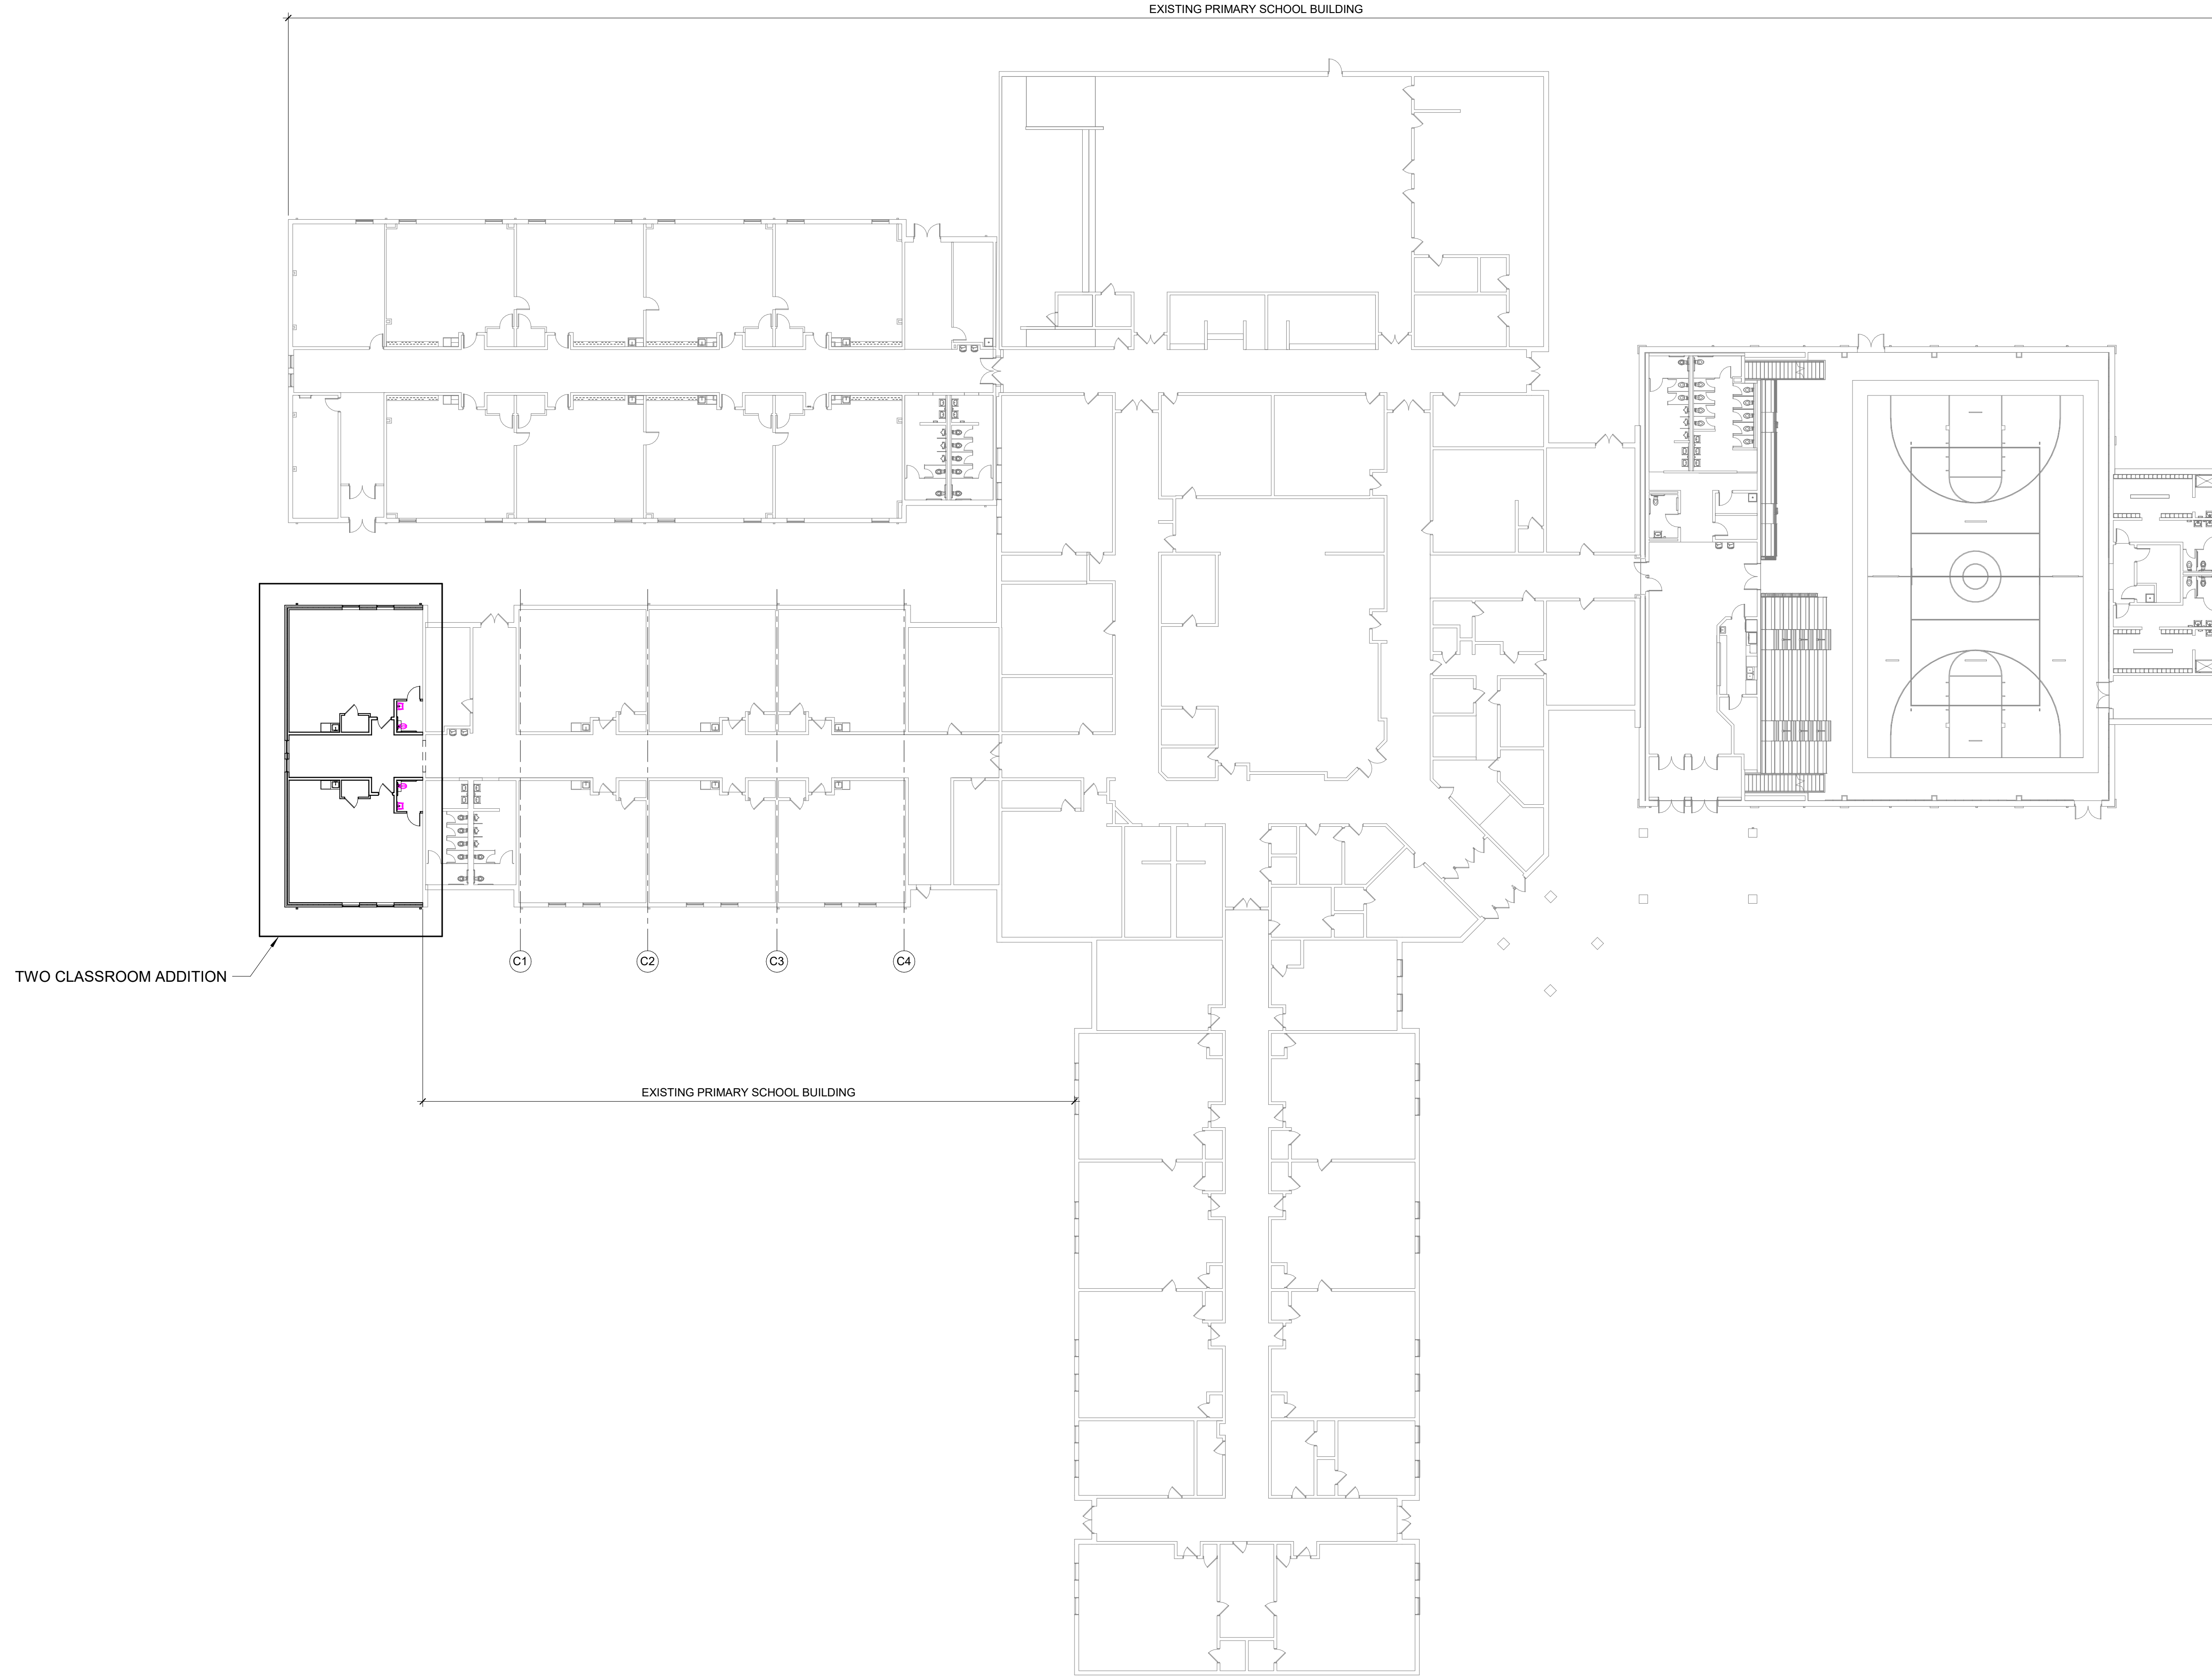 EXISTING PRIMARY SCHOOL BUILDING
C1
C2
C3
C4
TWO CLASSROOM ADDITION
EXISTING PRIMARY SCHOOL BUILDING